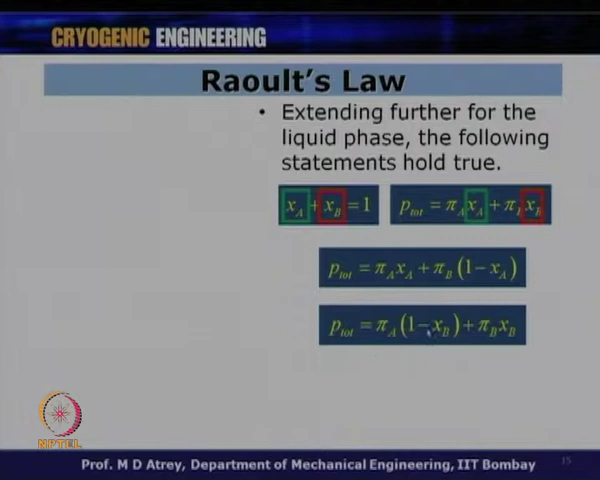 CRYOGENIC ENGINEERING
Raoult's Law
• Extending further for the
liquid phase, the following
statements hold true.
x_A + x_B = 1    p_tot = π_A x_A + π_B x_B
p_tot = π_A x_A + π_B (1 − x_A)
p_tot = π_A (1 − x_B) + π_B x_B
NPTEL
Prof. M D Atrey, Department of Mechanical Engineering, IIT Bombay
15